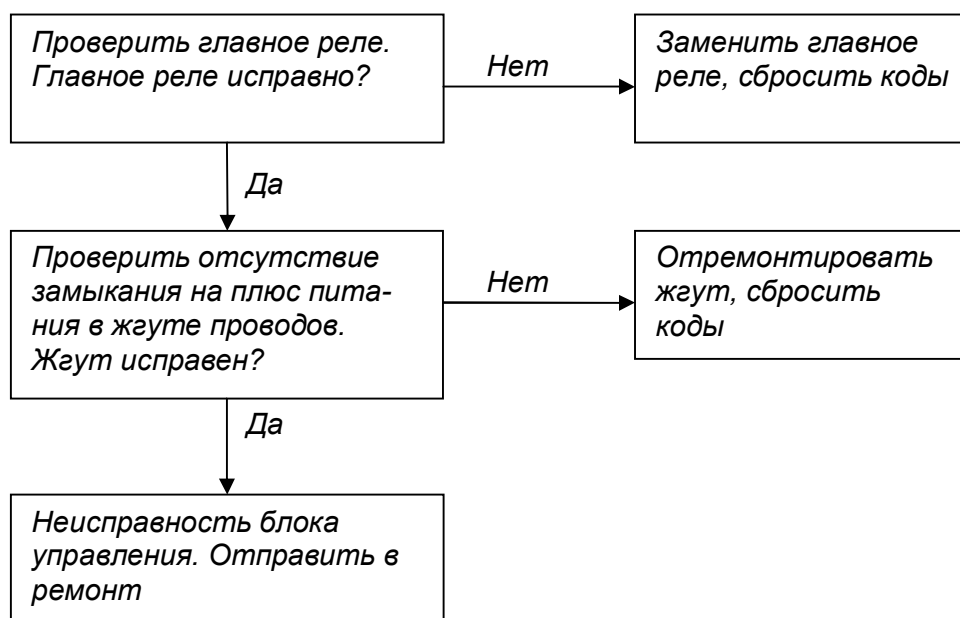 Проверить главное реле.
Главное реле исправно?
Нет
Заменить главное
реле, сбросить коды
Да
Проверить отсутствие
замыкания на плюс пита-
ния в жгуте проводов.
Жгут исправен?
Нет
Отремонтировать
жгут, сбросить
коды
Да
Неисправность блока
управления. Отправить в
ремонт